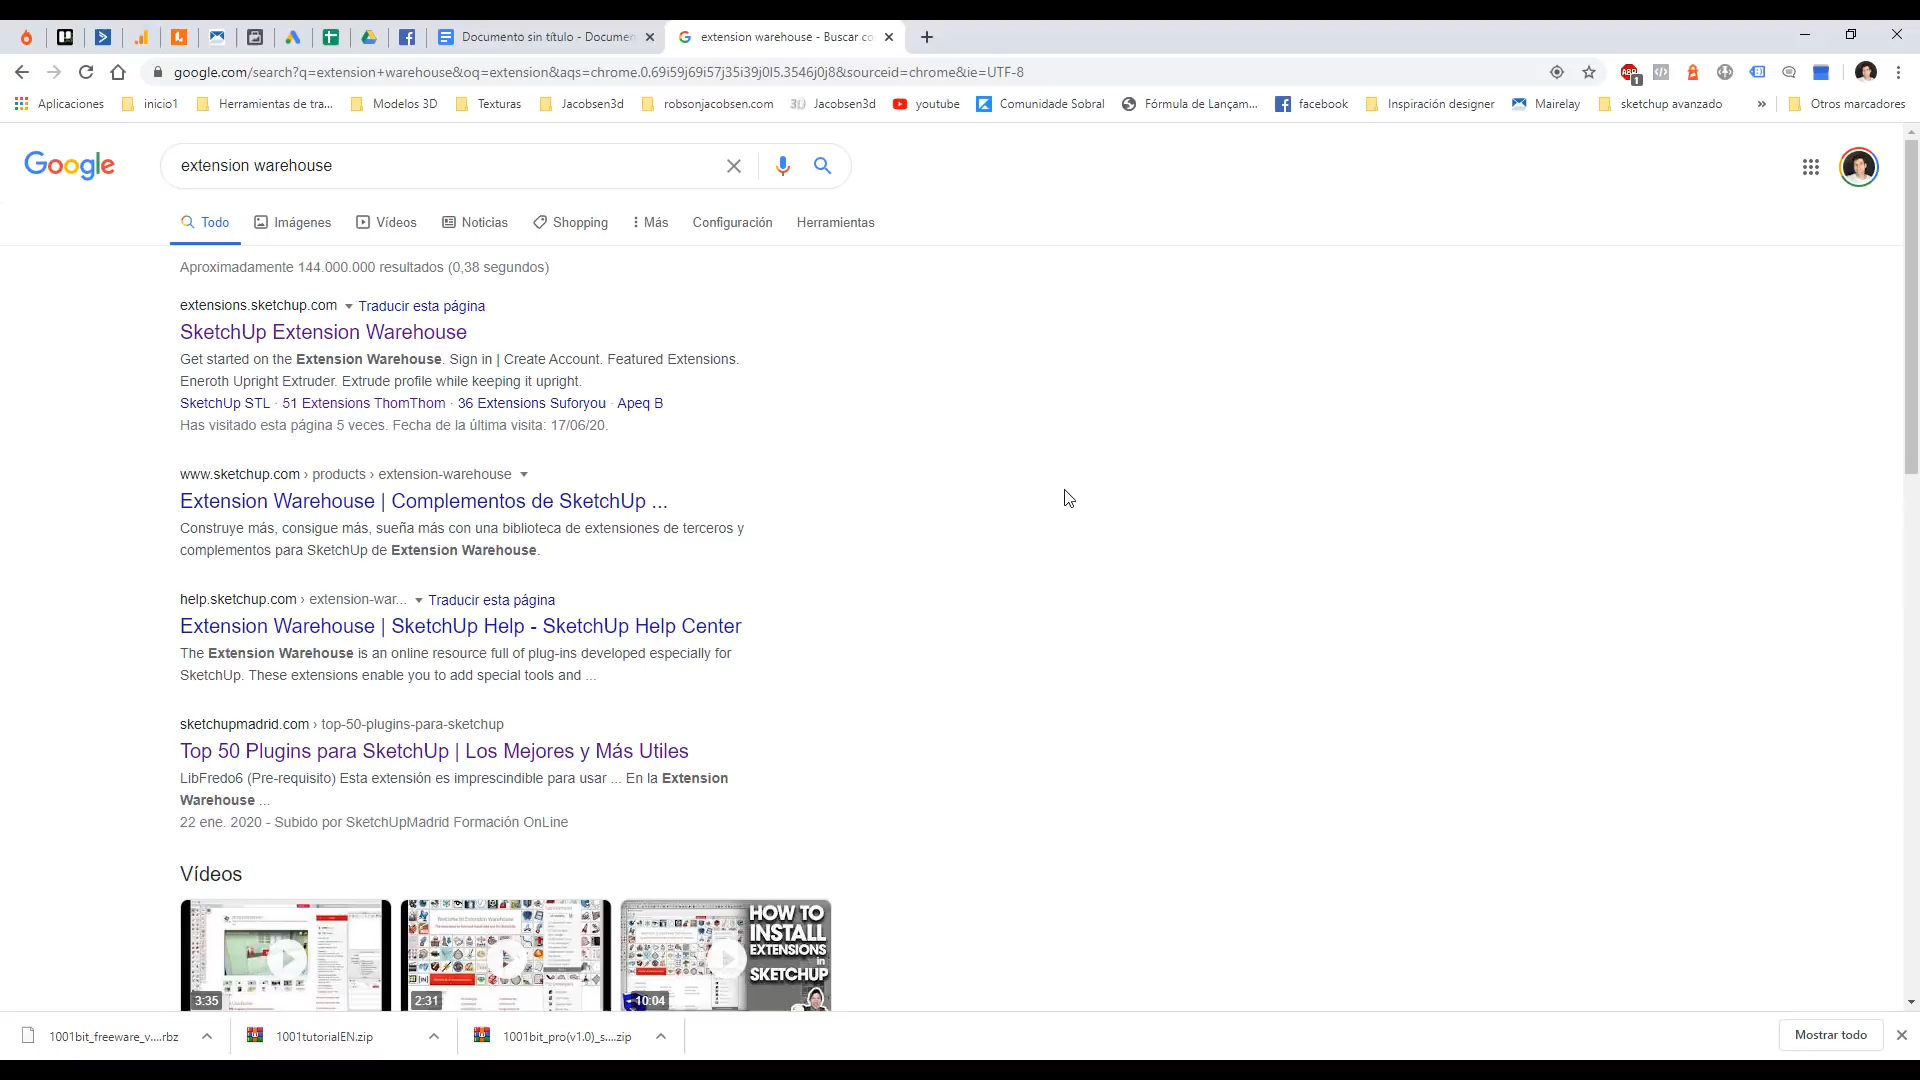 Documento sin título - Documen
extension warehouse - Buscar co
google.com/search?q=extension+warehouse&oq=extension&aqs=chrome.0.69i59j69i57j35i39j0l5.3546j0j8&sourceid=chrome&ie=UTF-8
ABP
1
Aplicaciones
inicio1
Herramientas de tra...
Modelos 3D
Texturas
Jacobsen3d
robsonjacobsen.com
3D Jacobsen3d
youtube
Comunidade Sobral
Fórmula de Lançam...
facebook
Inspiración designer
Mairelay
sketchup avanzado
»
Otros marcadores
Google
extension warehouse
Todo
Imágenes
Vídeos
Noticias
Shopping
Más
Configuración
Herramientas
Aproximadamente 144.000.000 resultados (0,38 segundos)
extensions.sketchup.com Traducir esta página
SketchUp Extension Warehouse
Get started on the Extension Warehouse. Sign in | Create Account. Featured Extensions.
Eneroth Upright Extruder. Extrude profile while keeping it upright.
SketchUp STL · 51 Extensions ThomThom · 36 Extensions Suforyou · Apeq B
Has visitado esta página 5 veces. Fecha de la última visita: 17/06/20.
www.sketchup.com › products › extension-warehouse
Extension Warehouse | Complementos de SketchUp ...
Construye más, consigue más, sueña más con una biblioteca de extensiones de terceros y
complementos para SketchUp de Extension Warehouse.
help.sketchup.com › extension-war... Traducir esta página
Extension Warehouse | SketchUp Help - SketchUp Help Center
The Extension Warehouse is an online resource full of plug-ins developed especially for
SketchUp. These extensions enable you to add special tools and ...
sketchupmadrid.com › top-50-plugins-para-sketchup
Top 50 Plugins para SketchUp | Los Mejores y Más Utiles
LibFredo6 (Pre-requisito) Esta extensión es imprescindible para usar ... En la Extension
Warehouse ...
22 ene. 2020 - Subido por SketchUpMadrid Formación OnLine
Vídeos
3:35
2:31
HOW TO
INSTALL
EXTENSIONS
in
SKETCHUP
10:04
1001bit_freeware_v....rbz
1001tutorialEN.zip
1001bit_pro(v1.0)_s....zip
Mostrar todo